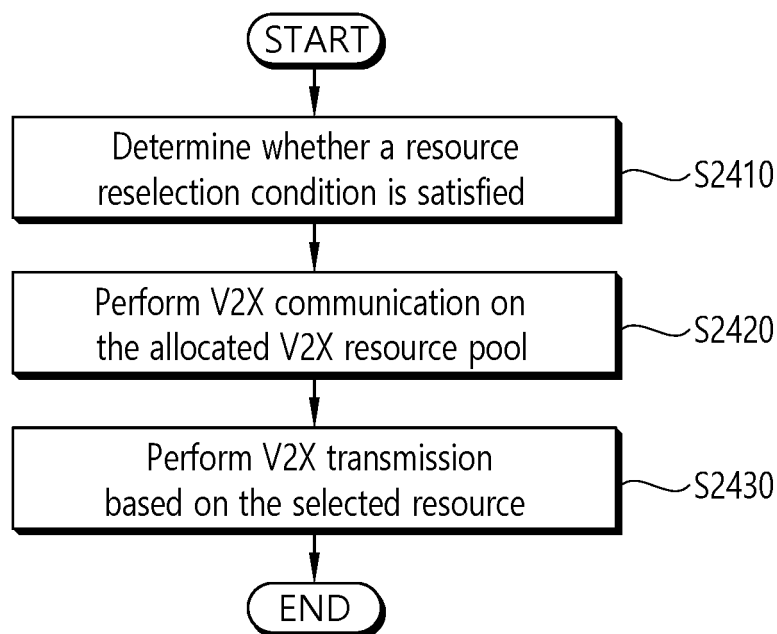 START
Determine whether a resource
reselection condition is satisfied
S2410
Perform V2X communication on
the allocated V2X resource pool
S2420
Perform V2X transmission
based on the selected resource
S2430
END